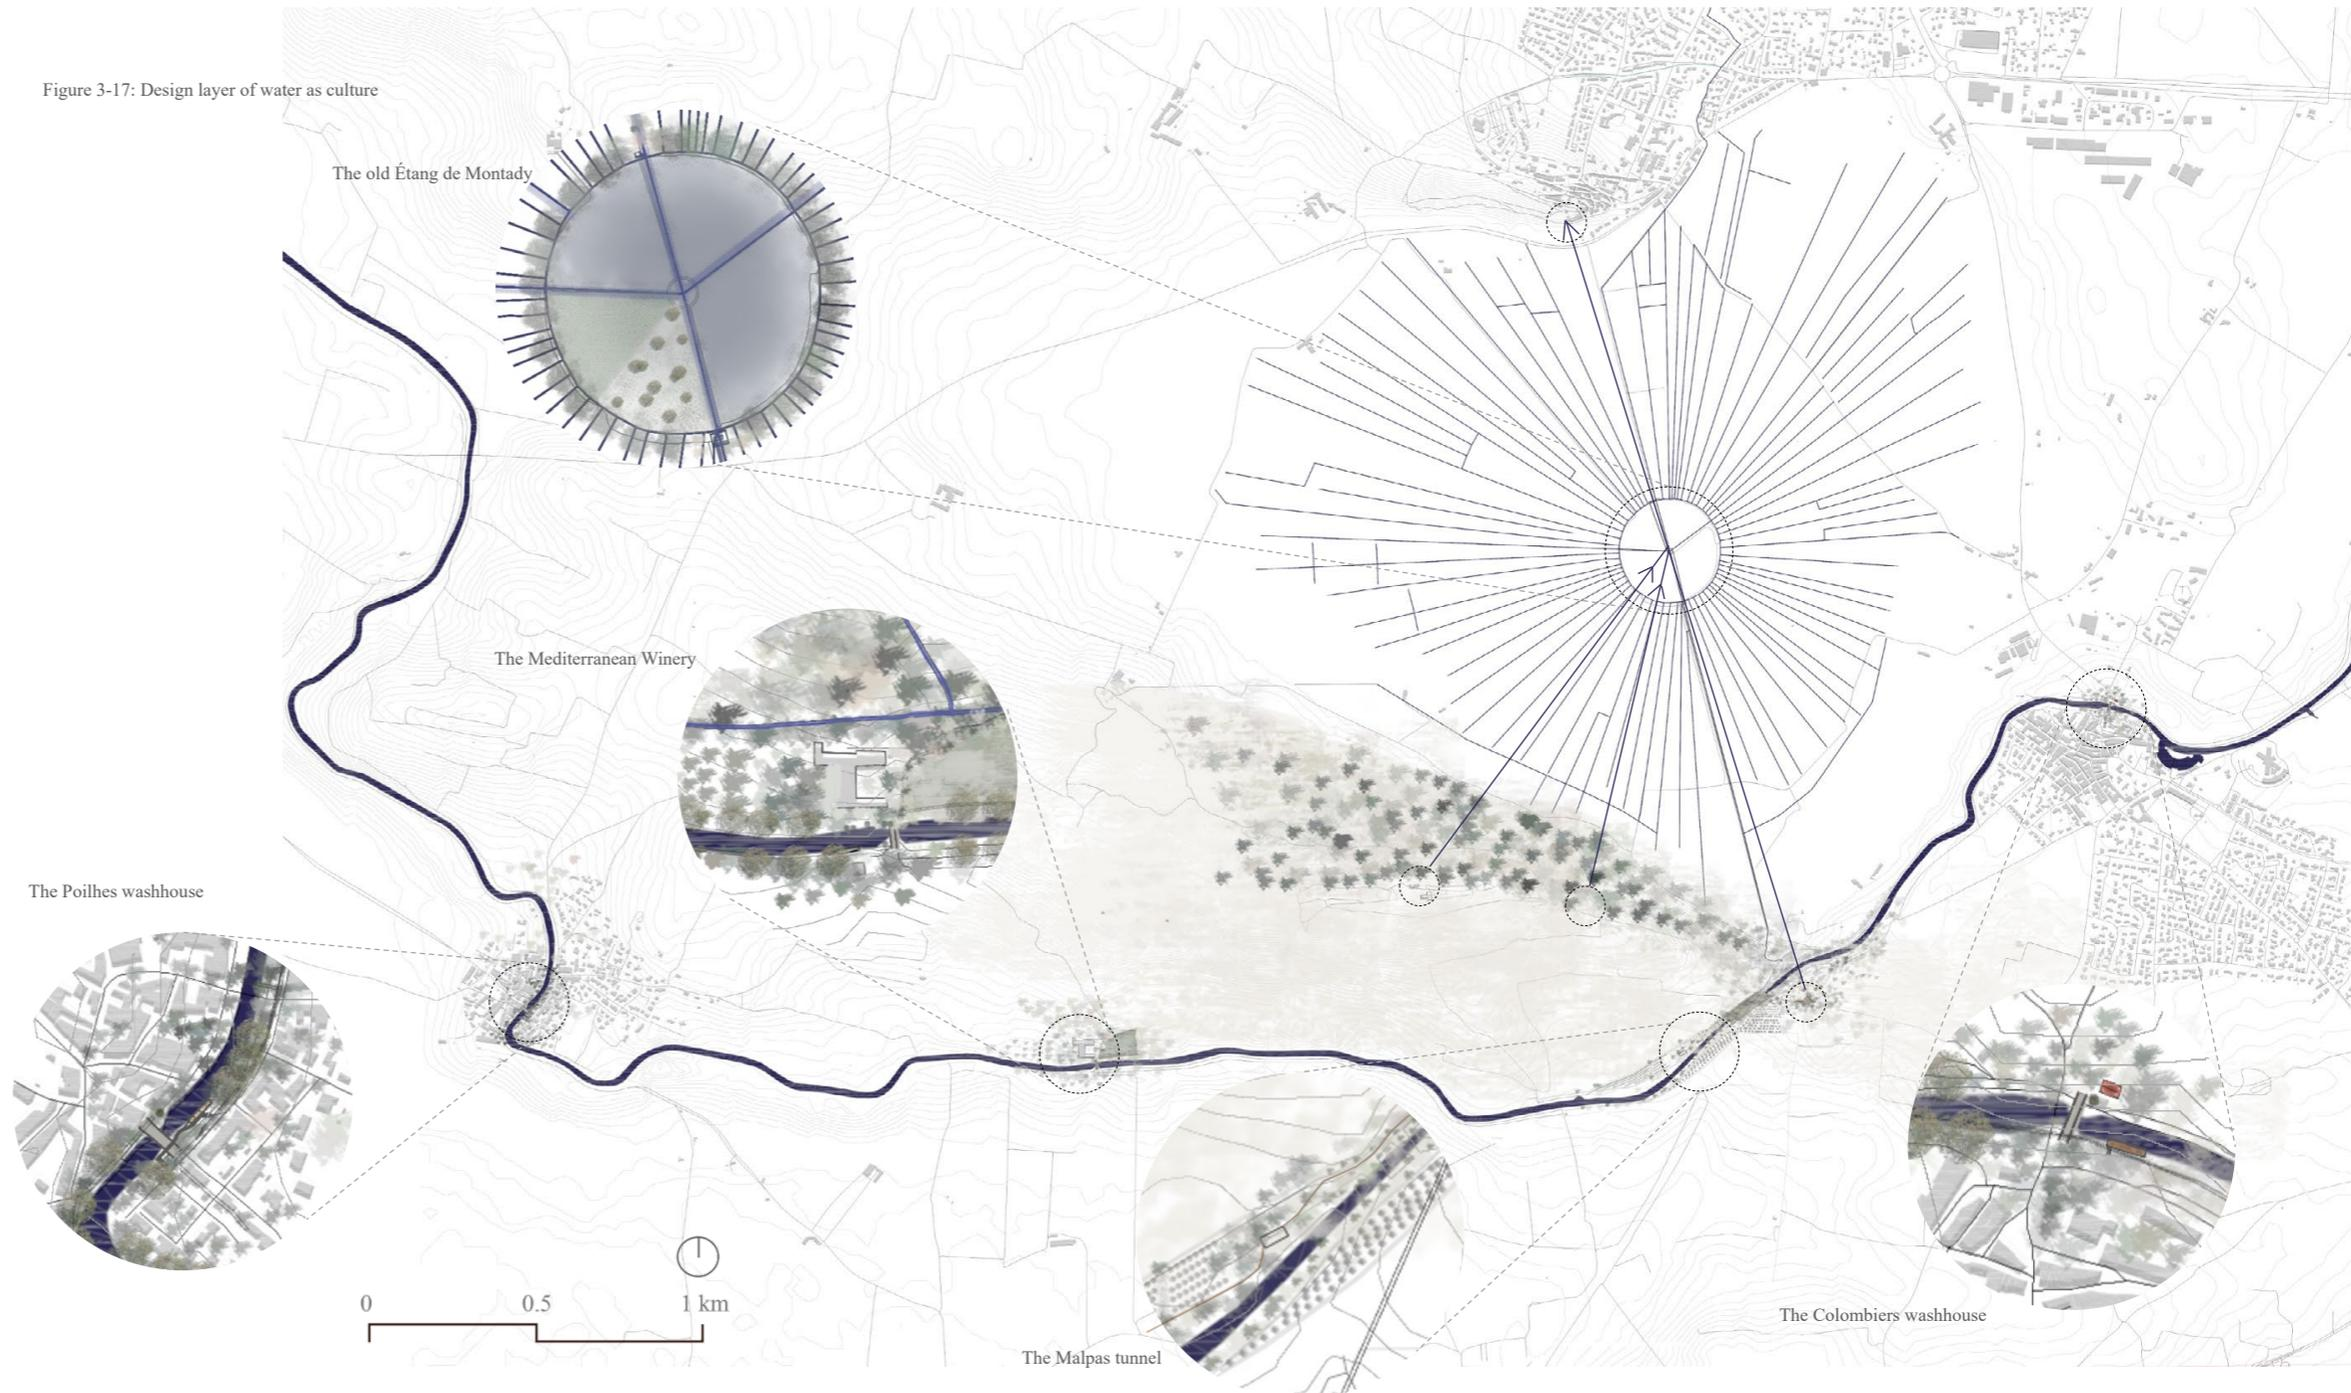 Figure 3-17: Design layer of water as culture
The old Étang de Montady
The Mediterranean Winery
The Poilhes washhouse
0 0.5 1 km
The Colombiers washhouse
The Malpas tunnel